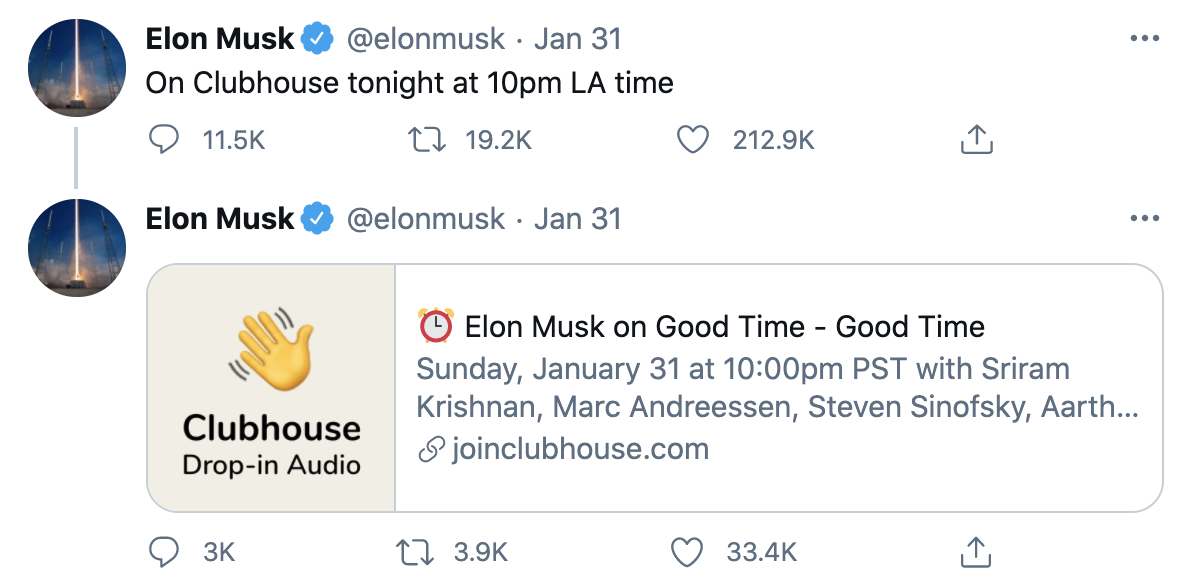 Elon Musk @elonmusk · Jan 31
On Clubhouse tonight at 10pm LA time
11.5K 19.2K 212.9K
Elon Musk @elonmusk · Jan 31
Clubhouse
Drop-in Audio
Elon Musk on Good Time - Good Time
Sunday, January 31 at 10:00pm PST with Sriram
Krishnan, Marc Andreessen, Steven Sinofsky, Aarth...
joinclubhouse.com
3K 3.9K 33.4K